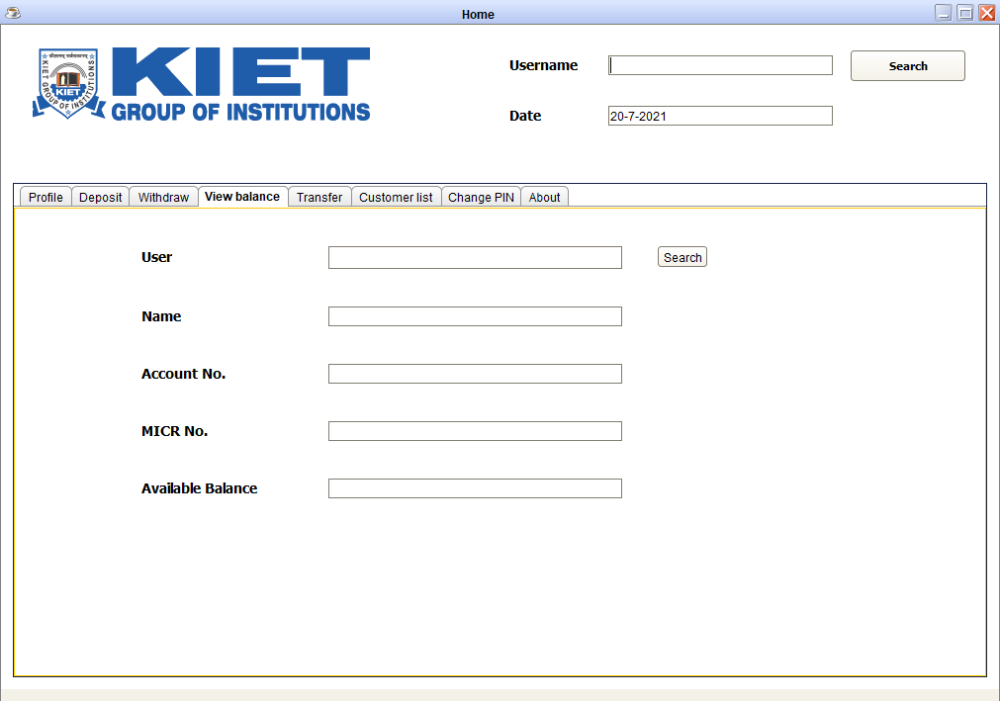 Home
KIET
GROUP OF INSTITUTIONS
KIET GROUP OF INSTITUTIONS
KIET
Username
Search
Date
20-7-2021
Profile Deposit Withdraw View balance Transfer Customer list Change PIN About
User
Search
Name
Account No.
MICR No.
Available Balance